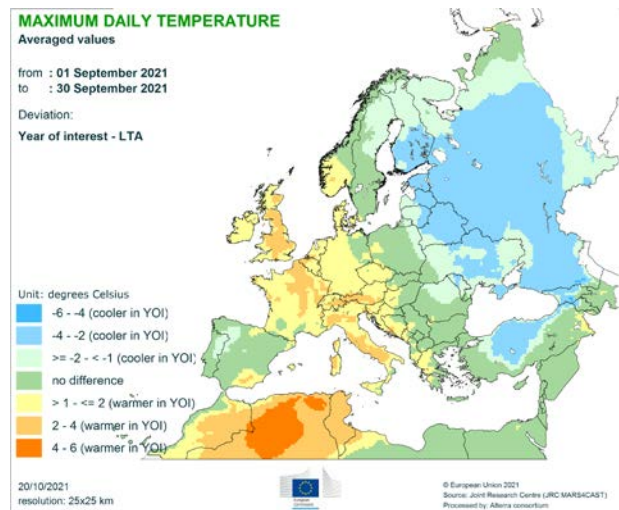 MAXIMUM DAILY TEMPERATURE
Averaged values
from : 01 September 2021
to : 30 September 2021
Deviation:
Year of interest - LTA
Unit: degrees Celsius
-6 - -4 (cooler in YOI)
-4 - -2 (cooler in YOI)
>= -2 - < -1 (cooler in YOI)
no difference
> 1 - <= 2 (warmer in YOI)
2 - 4 (warmer in YOI)
4 - 6 (warmer in YOI)
20/10/2021
resolution: 25x25 km
© European Union 2021
Source: Joint Research Centre (JRC MARS4CAST)
Processed by: Alterra consortium